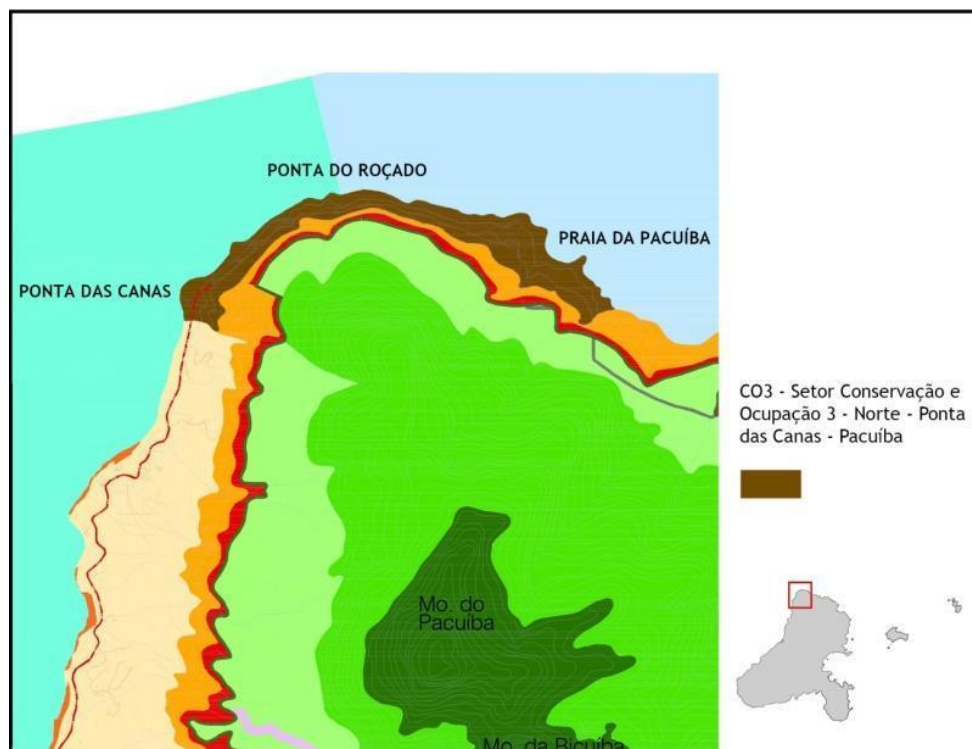 PONTA DO ROÇADO
PRAIA DA PACUÍBA
PONTA DAS CANAS
CO3 - Setor Conservação e
Ocupação 3 - Norte - Ponta
das Canas - Pacuíba
Mo. do
Pacuíba
Mo. da Bicuíba